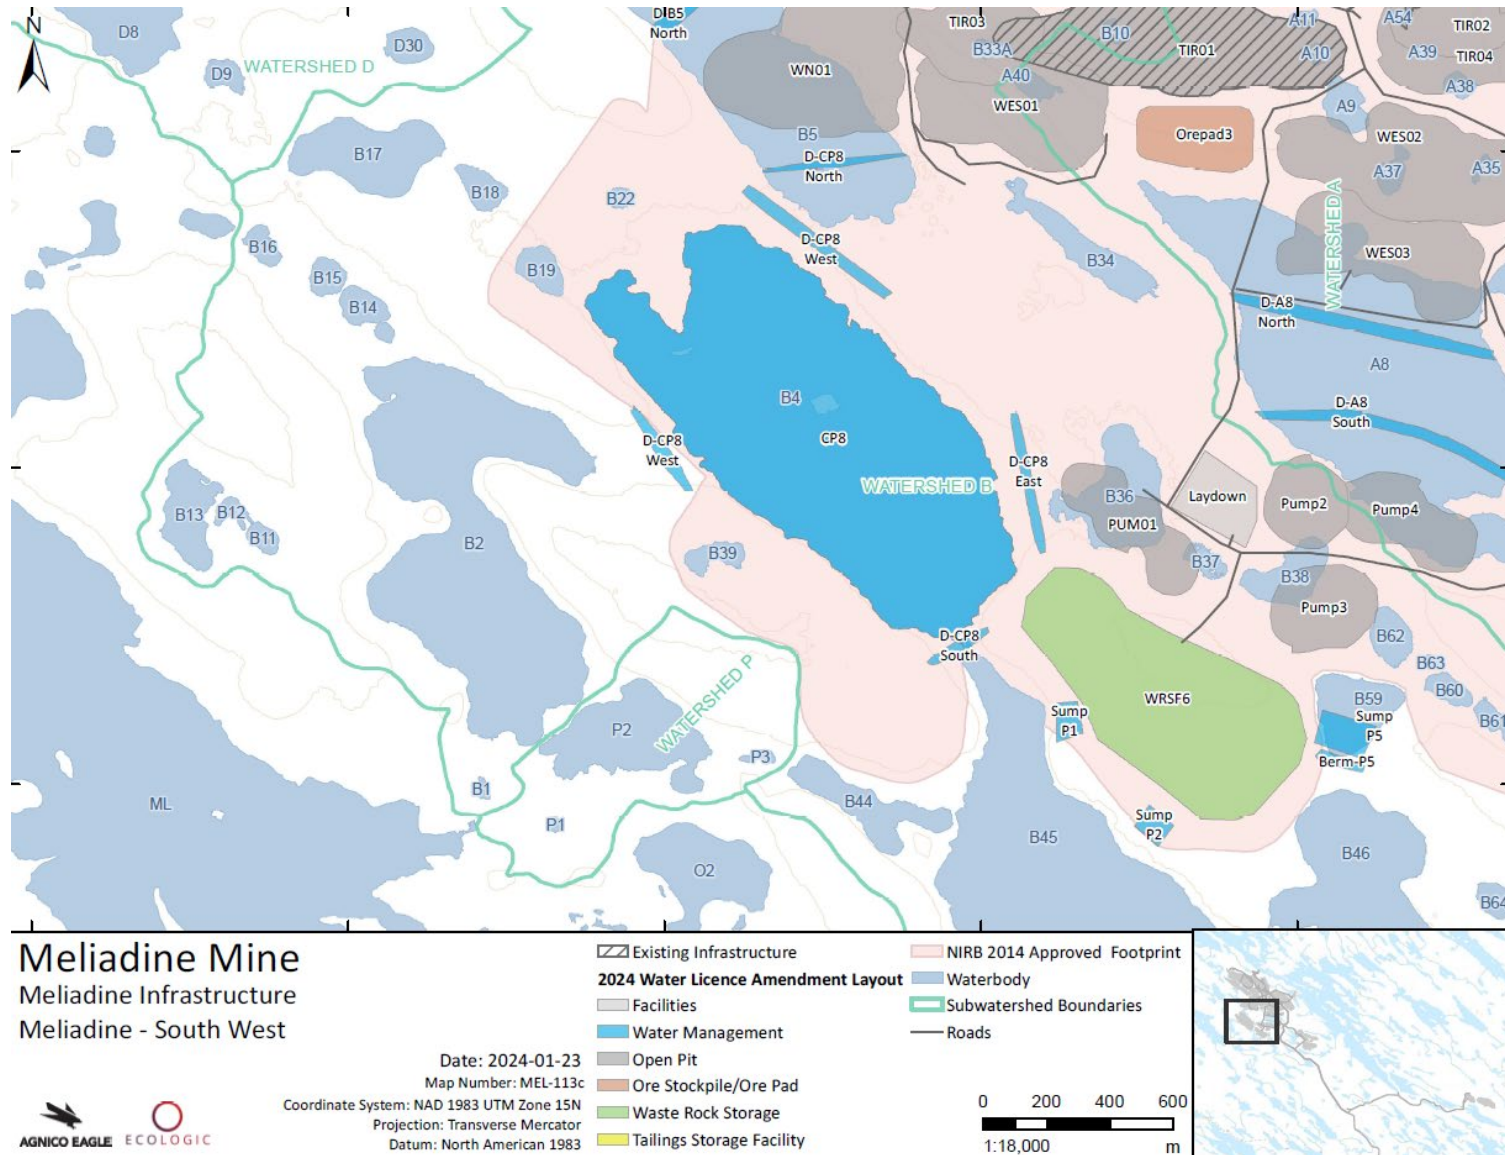 N
D8
D9
D30
WATERSHED D
D-B5
North
TIR03
B33A
B10
TIR01
A11
A10
A54
TIR02
A39
TIR04
A38
WN01
A40
WES01
B5
Orepad3
A9
WES02
A37
A35
B17
B18
B22
D-CP8
North
D-CP8
West
B16
B15
B14
B19
B34
WATERSHED A
WES03
D-A8
North
A8
D-A8
South
B4
CP8
WATERSHED B
D-CP8
West
D-CP8
East
B36
PUM01
Laydown
Pump2
Pump4
B13
B12
B11
B2
B39
B37
B38
Pump3
B62
B63
B60
B61
D-CP8
South
WATERSHED P
WRSF6
B59
Sump
P5
Berm-P5
Sump
P1
P2
P3
B1
ML
P1
B44
O2
B45
Sump
P2
B46
B64
Meliadine Mine
Meliadine Infrastructure
Meliadine - South West
Date: 2024-01-23
Map Number: MEL-113c
Coordinate System: NAD 1983 UTM Zone 15N
Projection: Transverse Mercator
Datum: North American 1983
AGNICO EAGLE
ECOLOGIC
Existing Infrastructure
2024 Water Licence Amendment Layout
Facilities
Water Management
Open Pit
Ore Stockpile/Ore Pad
Waste Rock Storage
Tailings Storage Facility
NIRB 2014 Approved Footprint
Waterbody
Subwatershed Boundaries
Roads
0 200 400 600
1:18,000 m